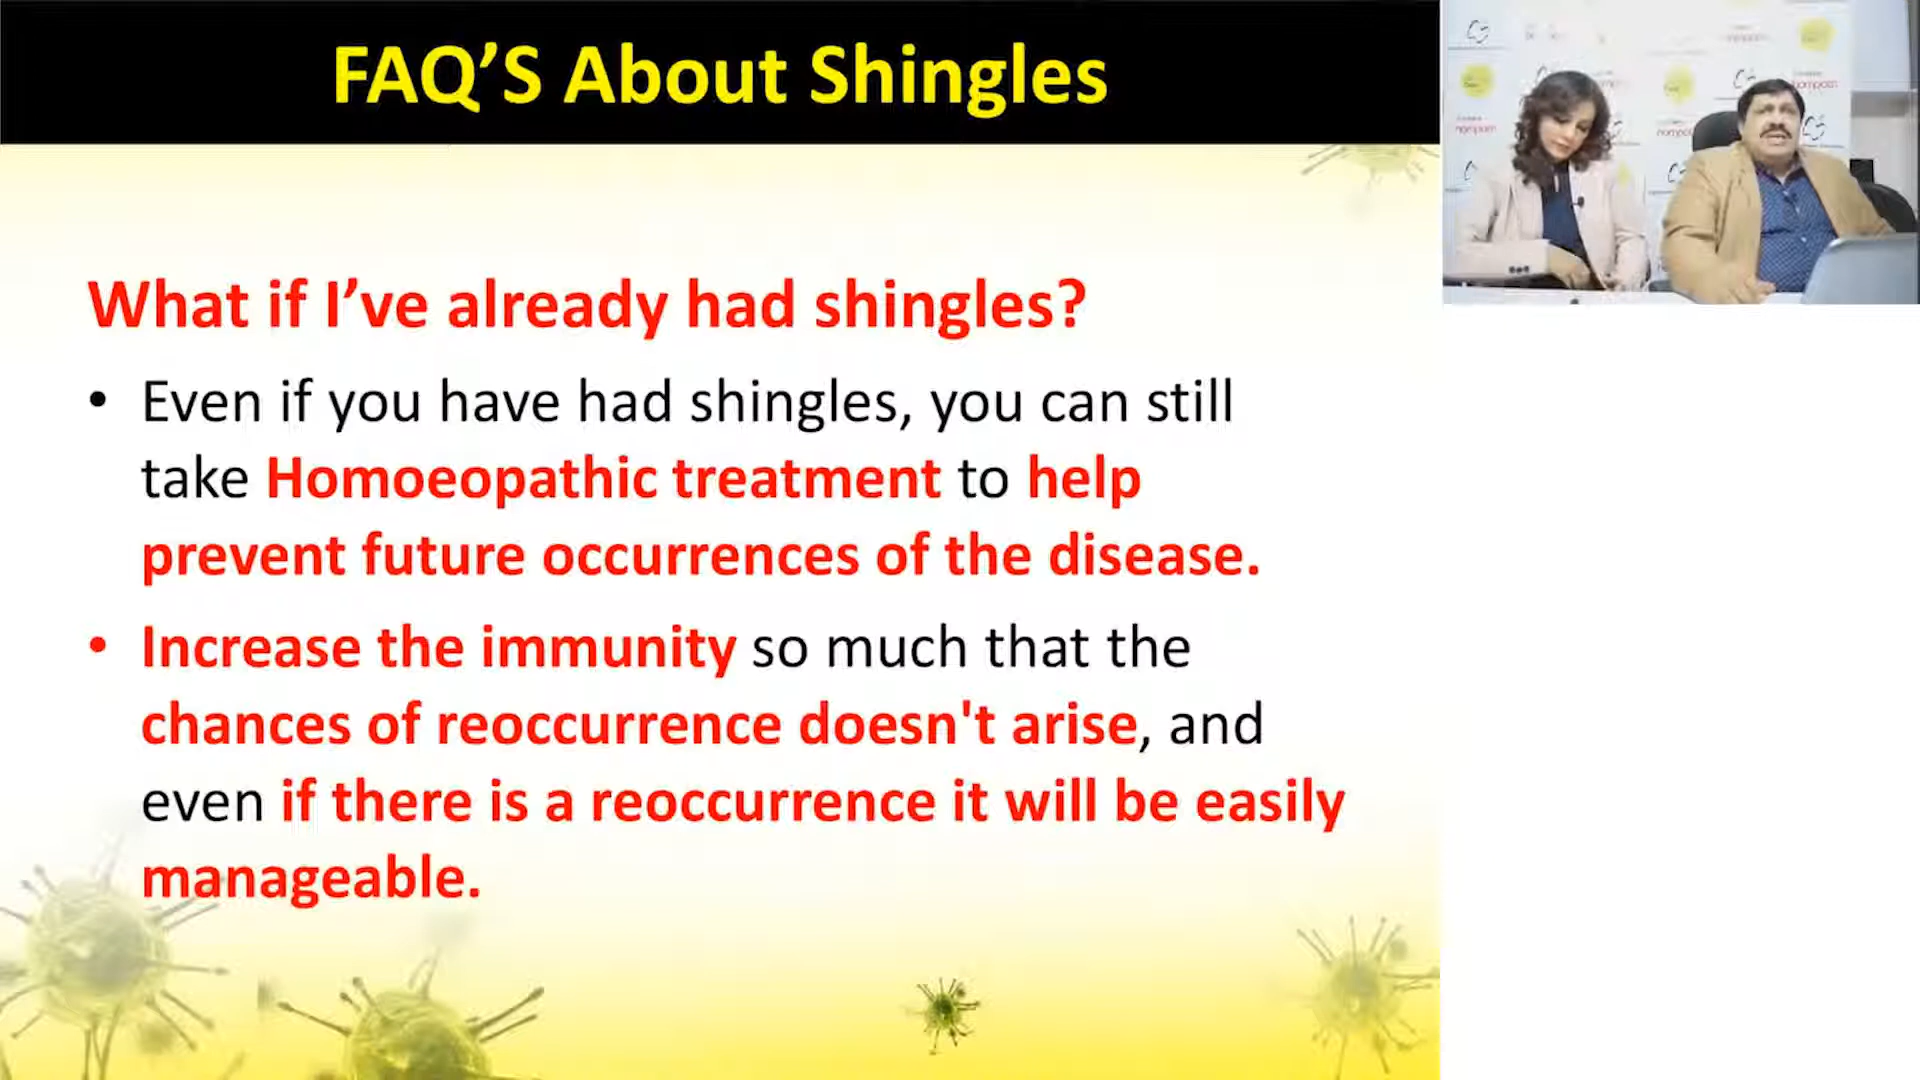 FAQ’S About Shingles
What if I’ve already had shingles?
• Even if you have had shingles, you can still
take Homoeopathic treatment to help
prevent future occurrences of the disease.
• Increase the immunity so much that the
chances of reoccurrence doesn't arise, and
even if there is a reoccurrence it will be easily
manageable.